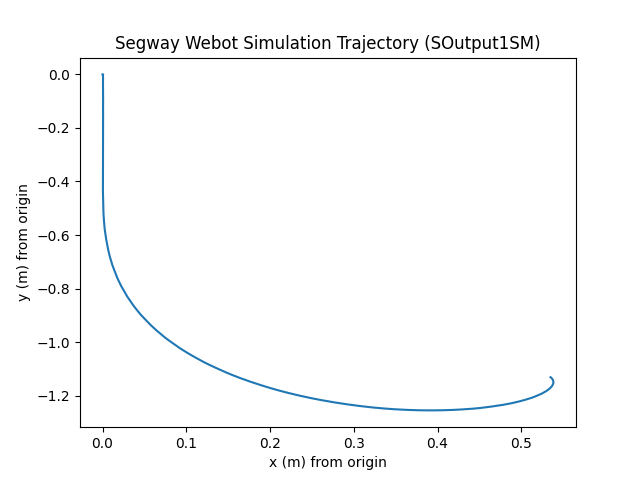 Segway Webot Simulation Trajectory (SOutput1SM)
0.0
−0.2
−0.4
−0.6
−0.8
−1.0
−1.2
y (m) from origin
0.0 0.1 0.2 0.3 0.4 0.5
x (m) from origin